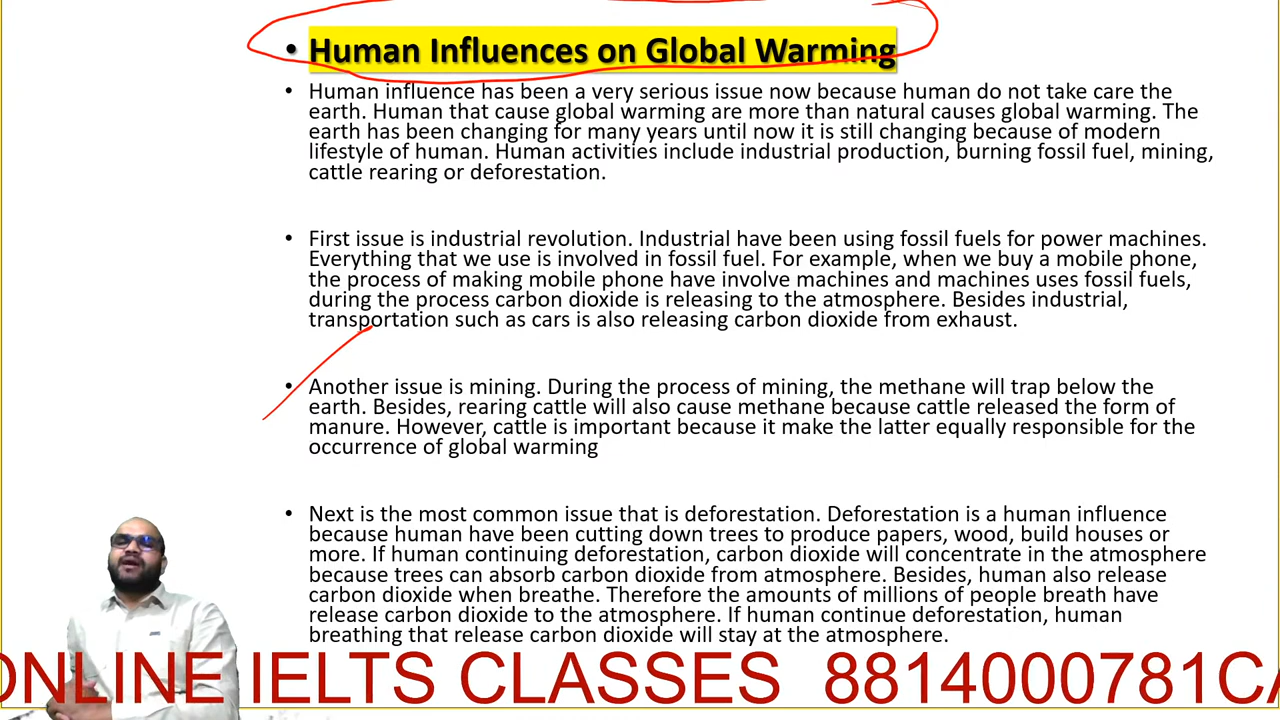 • Human Influences on Global Warming
• Human influence has been a very serious issue now because human do not take care the
earth. Human that cause global warming are more than natural causes global warming. The
earth has been changing for many years until now it is still changing because of modern
lifestyle of human. Human activities include industrial production, burning fossil fuel, mining,
cattle rearing or deforestation.
• First issue is industrial revolution. Industrial have been using fossil fuels for power machines.
Everything that we use is involved in fossil fuel. For example, when we buy a mobile phone,
the process of making mobile phone have involve machines and machines uses fossil fuels,
during the process carbon dioxide is releasing to the atmosphere. Besides industrial,
transportation such as cars is also releasing carbon dioxide from exhaust.
• Another issue is mining. During the process of mining, the methane will trap below the
earth. Besides, rearing cattle will also cause methane because cattle released the form of
manure. However, cattle is important because it make the latter equally responsible for the
occurrence of global warming
• Next is the most common issue that is deforestation. Deforestation is a human influence
because human have been cutting down trees to produce papers, wood, build houses or
more. If human continuing deforestation, carbon dioxide will concentrate in the atmosphere
because trees can absorb carbon dioxide from atmosphere. Besides, human also release
carbon dioxide when breathe. Therefore the amounts of millions of people breath have
release carbon dioxide to the atmosphere. If human continue deforestation, human
breathing that release carbon dioxide will stay at the atmosphere.
ONLINE IELTS CLASSES 8814000781CA